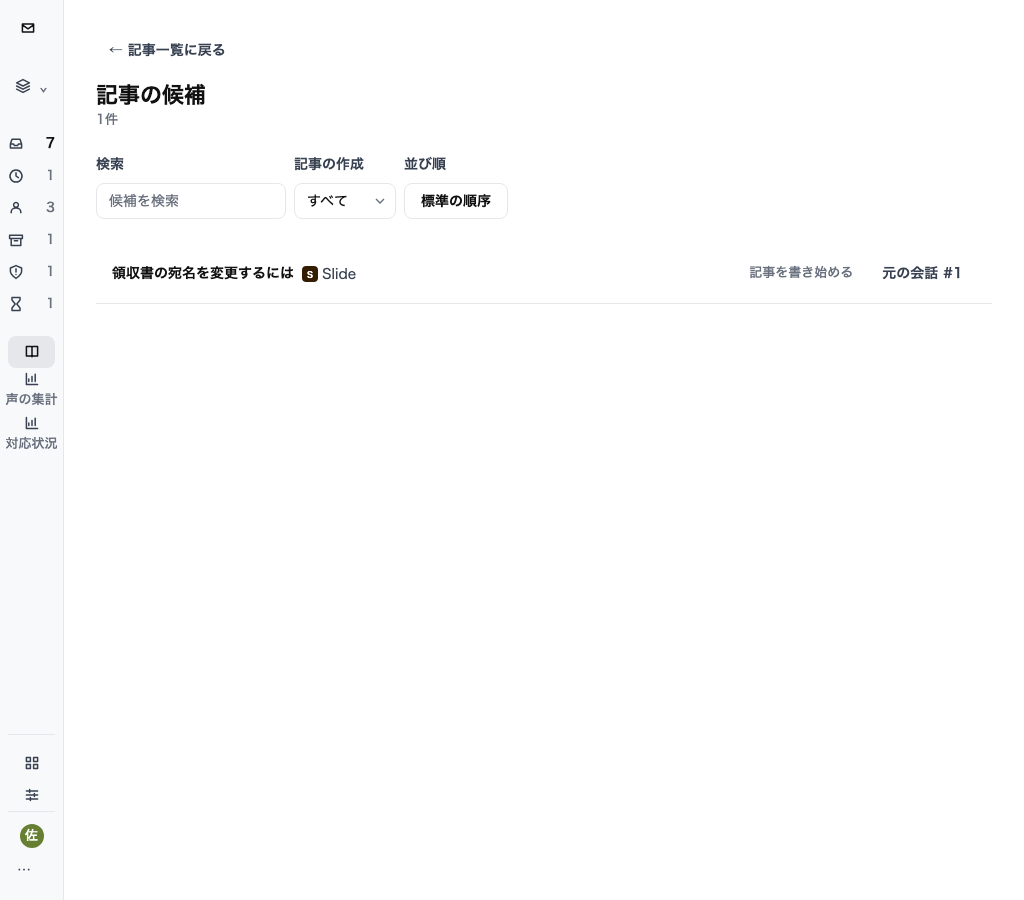 ← 記事一覧に戻る
記事の候補
1件
検索
記事の作成
並び順
候補を検索
すべて
標準の順序
領収書の宛名を変更するには S Slide
記事を書き始める
元の会話 #1
7
1
3
1
1
1
声の集計
対応状況
佐
…